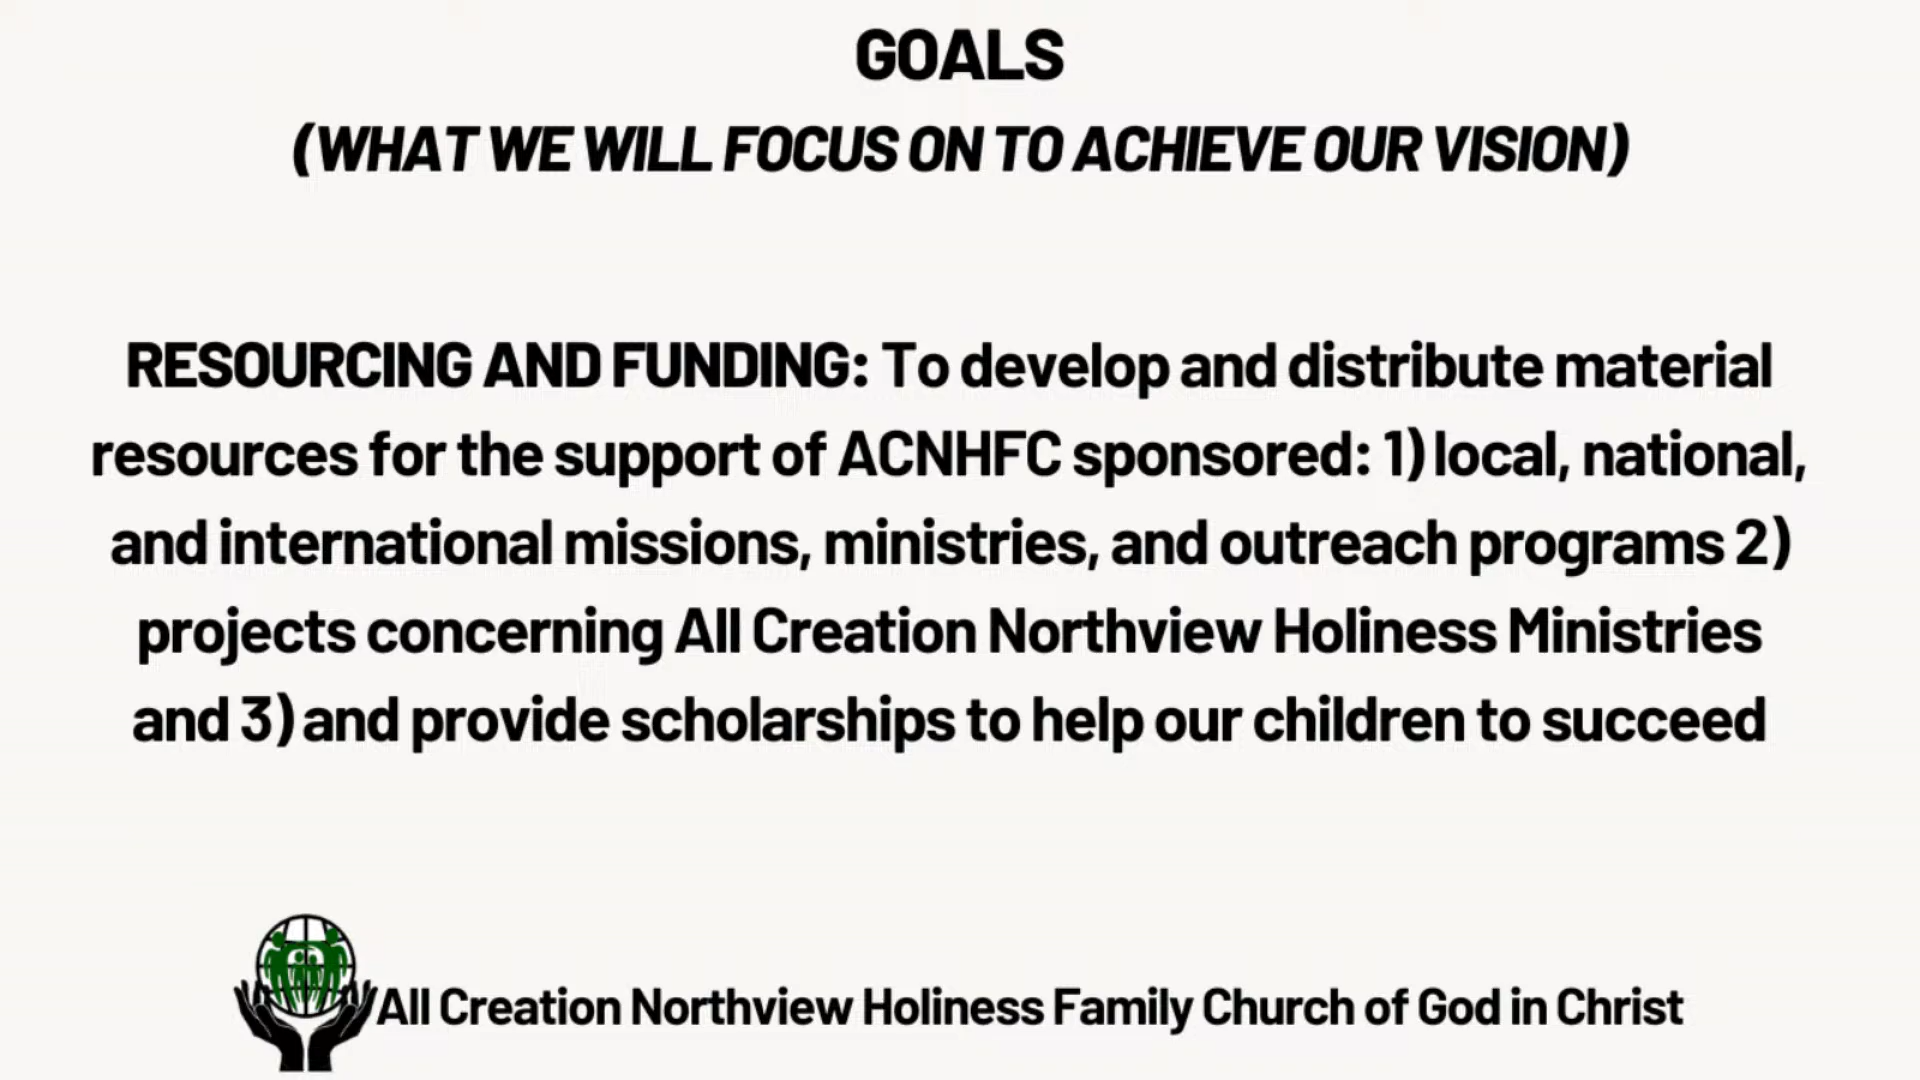 GOALS
(WHAT WE WILL FOCUS ON TO ACHIEVE OUR VISION)
RESOURCING AND FUNDING: To develop and distribute material
resources for the support of ACNHFC sponsored: 1) local, national,
and international missions, ministries, and outreach programs 2)
projects concerning All Creation Northview Holiness Ministries
and 3) and provide scholarships to help our children to succeed
All Creation Northview Holiness Family Church of God in Christ